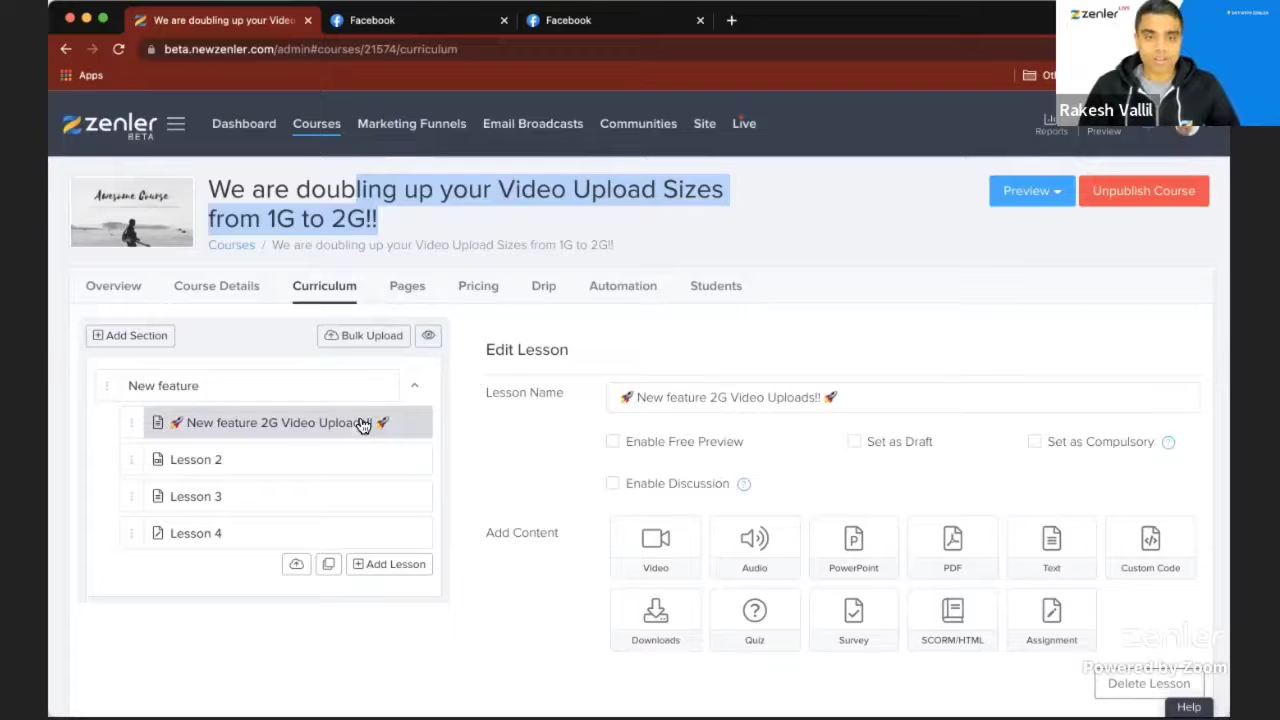 We are doubling up your Video
Facebook
Facebook
beta.newzenler.com/admin#courses/21574/curriculum
Apps
zenler LIVE
Rakesh Vallil
zenler
BETA
Dashboard
Courses
Marketing Funnels
Email Broadcasts
Communities
Site
Live
Reports
Preview
Awesome Course
We are doubling up your Video Upload Sizes
from 1G to 2G!!
Courses / We are doubling up your Video Upload Sizes from 1G to 2G!!
Preview
Unpublish Course
Overview
Course Details
Curriculum
Pages
Pricing
Drip
Automation
Students
Add Section
Bulk Upload
New feature
🚀 New feature 2G Video Uploads!! 🚀
Lesson 2
Lesson 3
Lesson 4
Add Lesson
Edit Lesson
Lesson Name
🚀 New feature 2G Video Uploads!! 🚀
Enable Free Preview
Set as Draft
Set as Compulsory ?
Enable Discussion ?
Add Content
Video
Audio
PowerPoint
PDF
Text
Custom Code
Downloads
Quiz
Survey
SCORM/HTML
Assignment
zenler
Powered by Zoom
Delete Lesson
Help